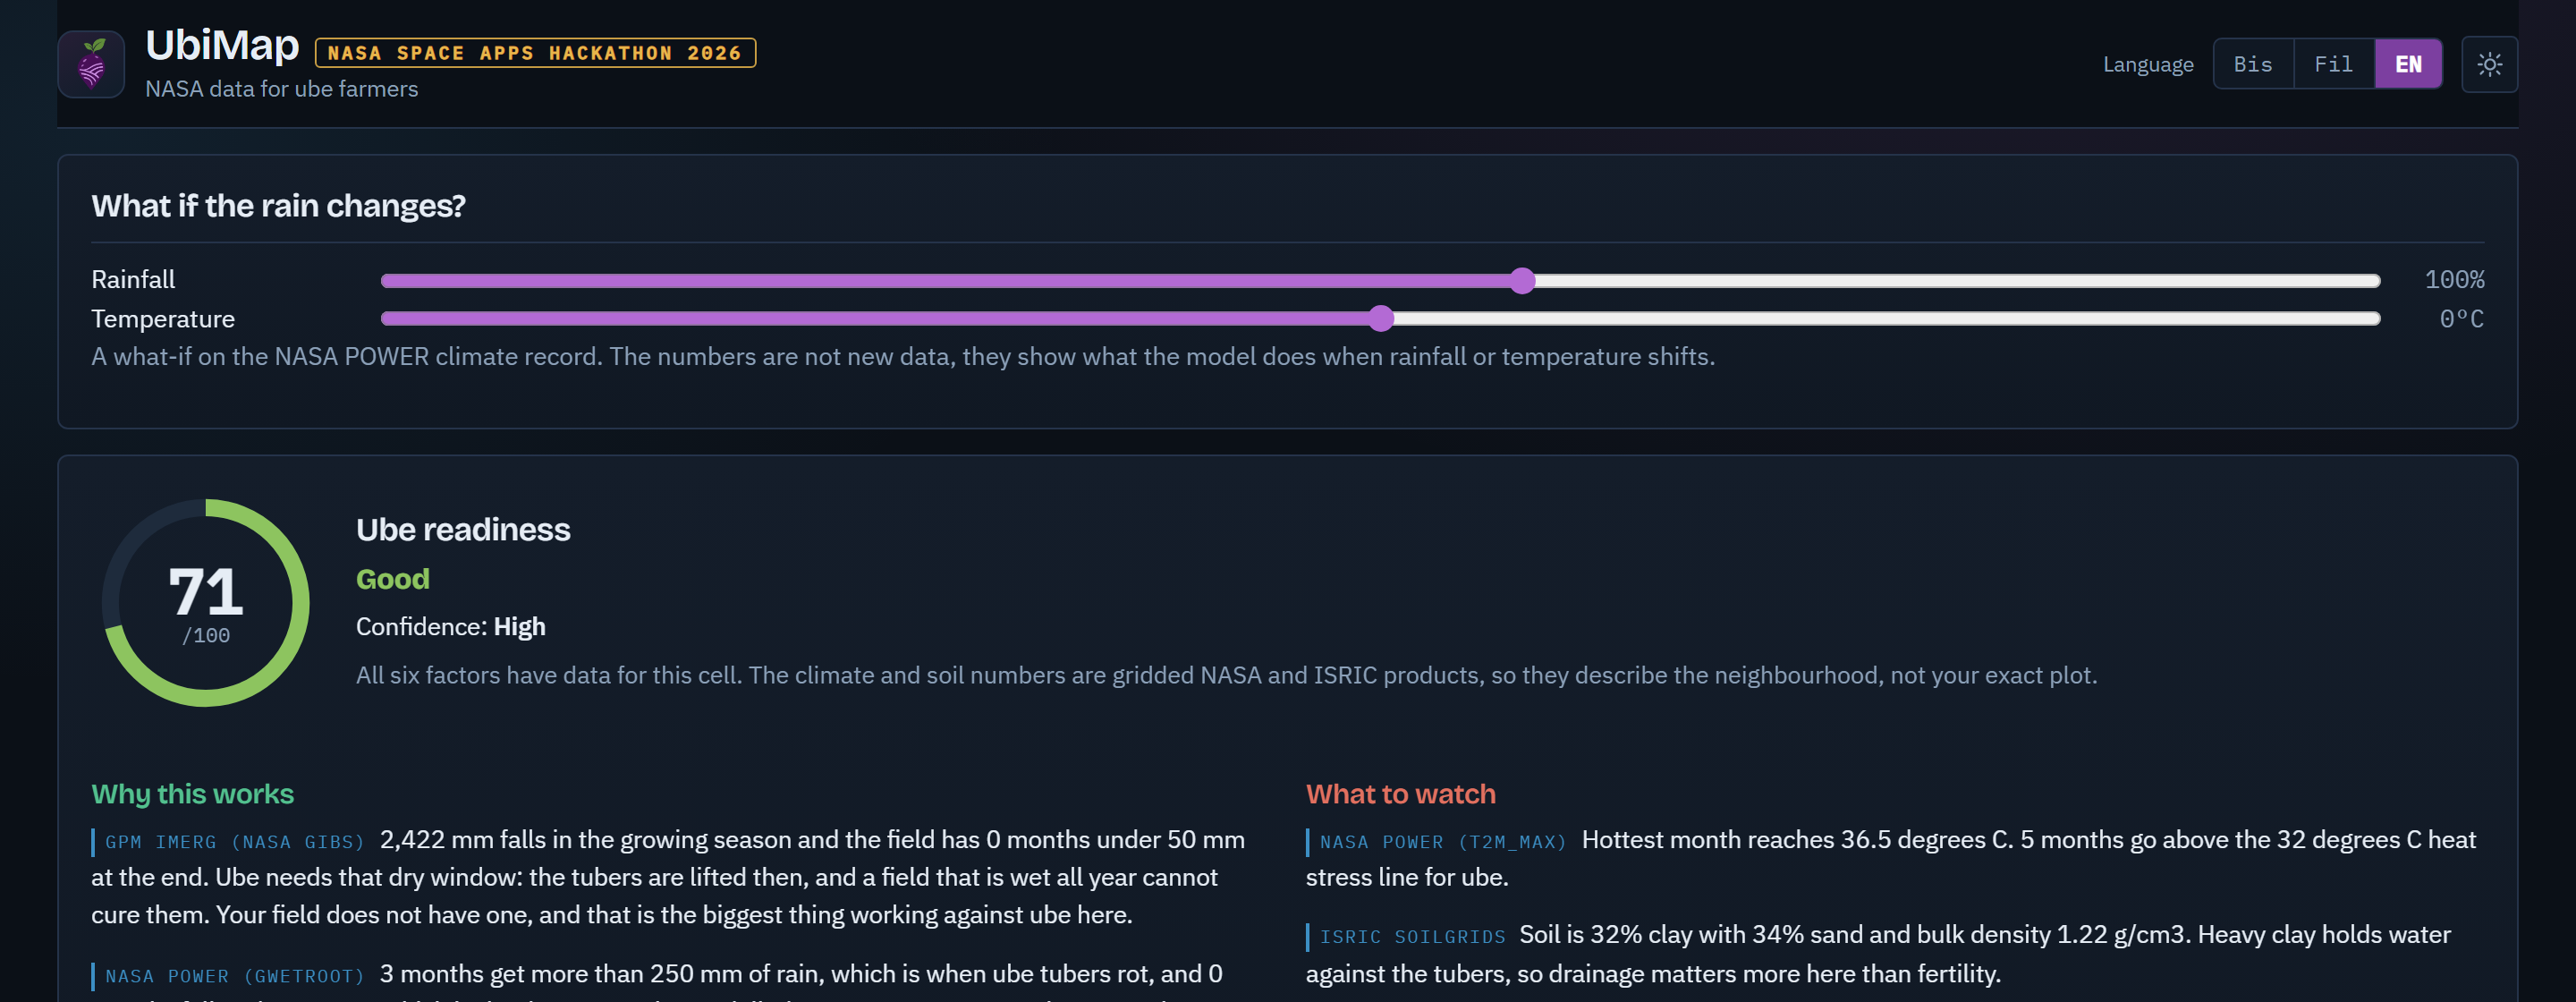 UbiMap NASA SPACE APPS HACKATHON 2026
NASA data for ube farmers
Language Bis Fil EN
What if the rain changes?
Rainfall 100%
Temperature 0°C
A what-if on the NASA POWER climate record. The numbers are not new data, they show what the model does when rainfall or temperature shifts.
71
/100
Ube readiness
Good
Confidence: High
All six factors have data for this cell. The climate and soil numbers are gridded NASA and ISRIC products, so they describe the neighbourhood, not your exact plot.
Why this works
GPM IMERG (NASA GIBS) 2,422 mm falls in the growing season and the field has 0 months under 50 mm
at the end. Ube needs that dry window: the tubers are lifted then, and a field that is wet all year cannot
cure them. Your field does not have one, and that is the biggest thing working against ube here.
NASA POWER (GWETROOT) 3 months get more than 250 mm of rain, which is when ube tubers rot, and 0
What to watch
NASA POWER (T2M_MAX) Hottest month reaches 36.5 degrees C. 5 months go above the 32 degrees C heat
stress line for ube.
ISRIC SOILGRIDS Soil is 32% clay with 34% sand and bulk density 1.22 g/cm3. Heavy clay holds water
against the tubers, so drainage matters more here than fertility.